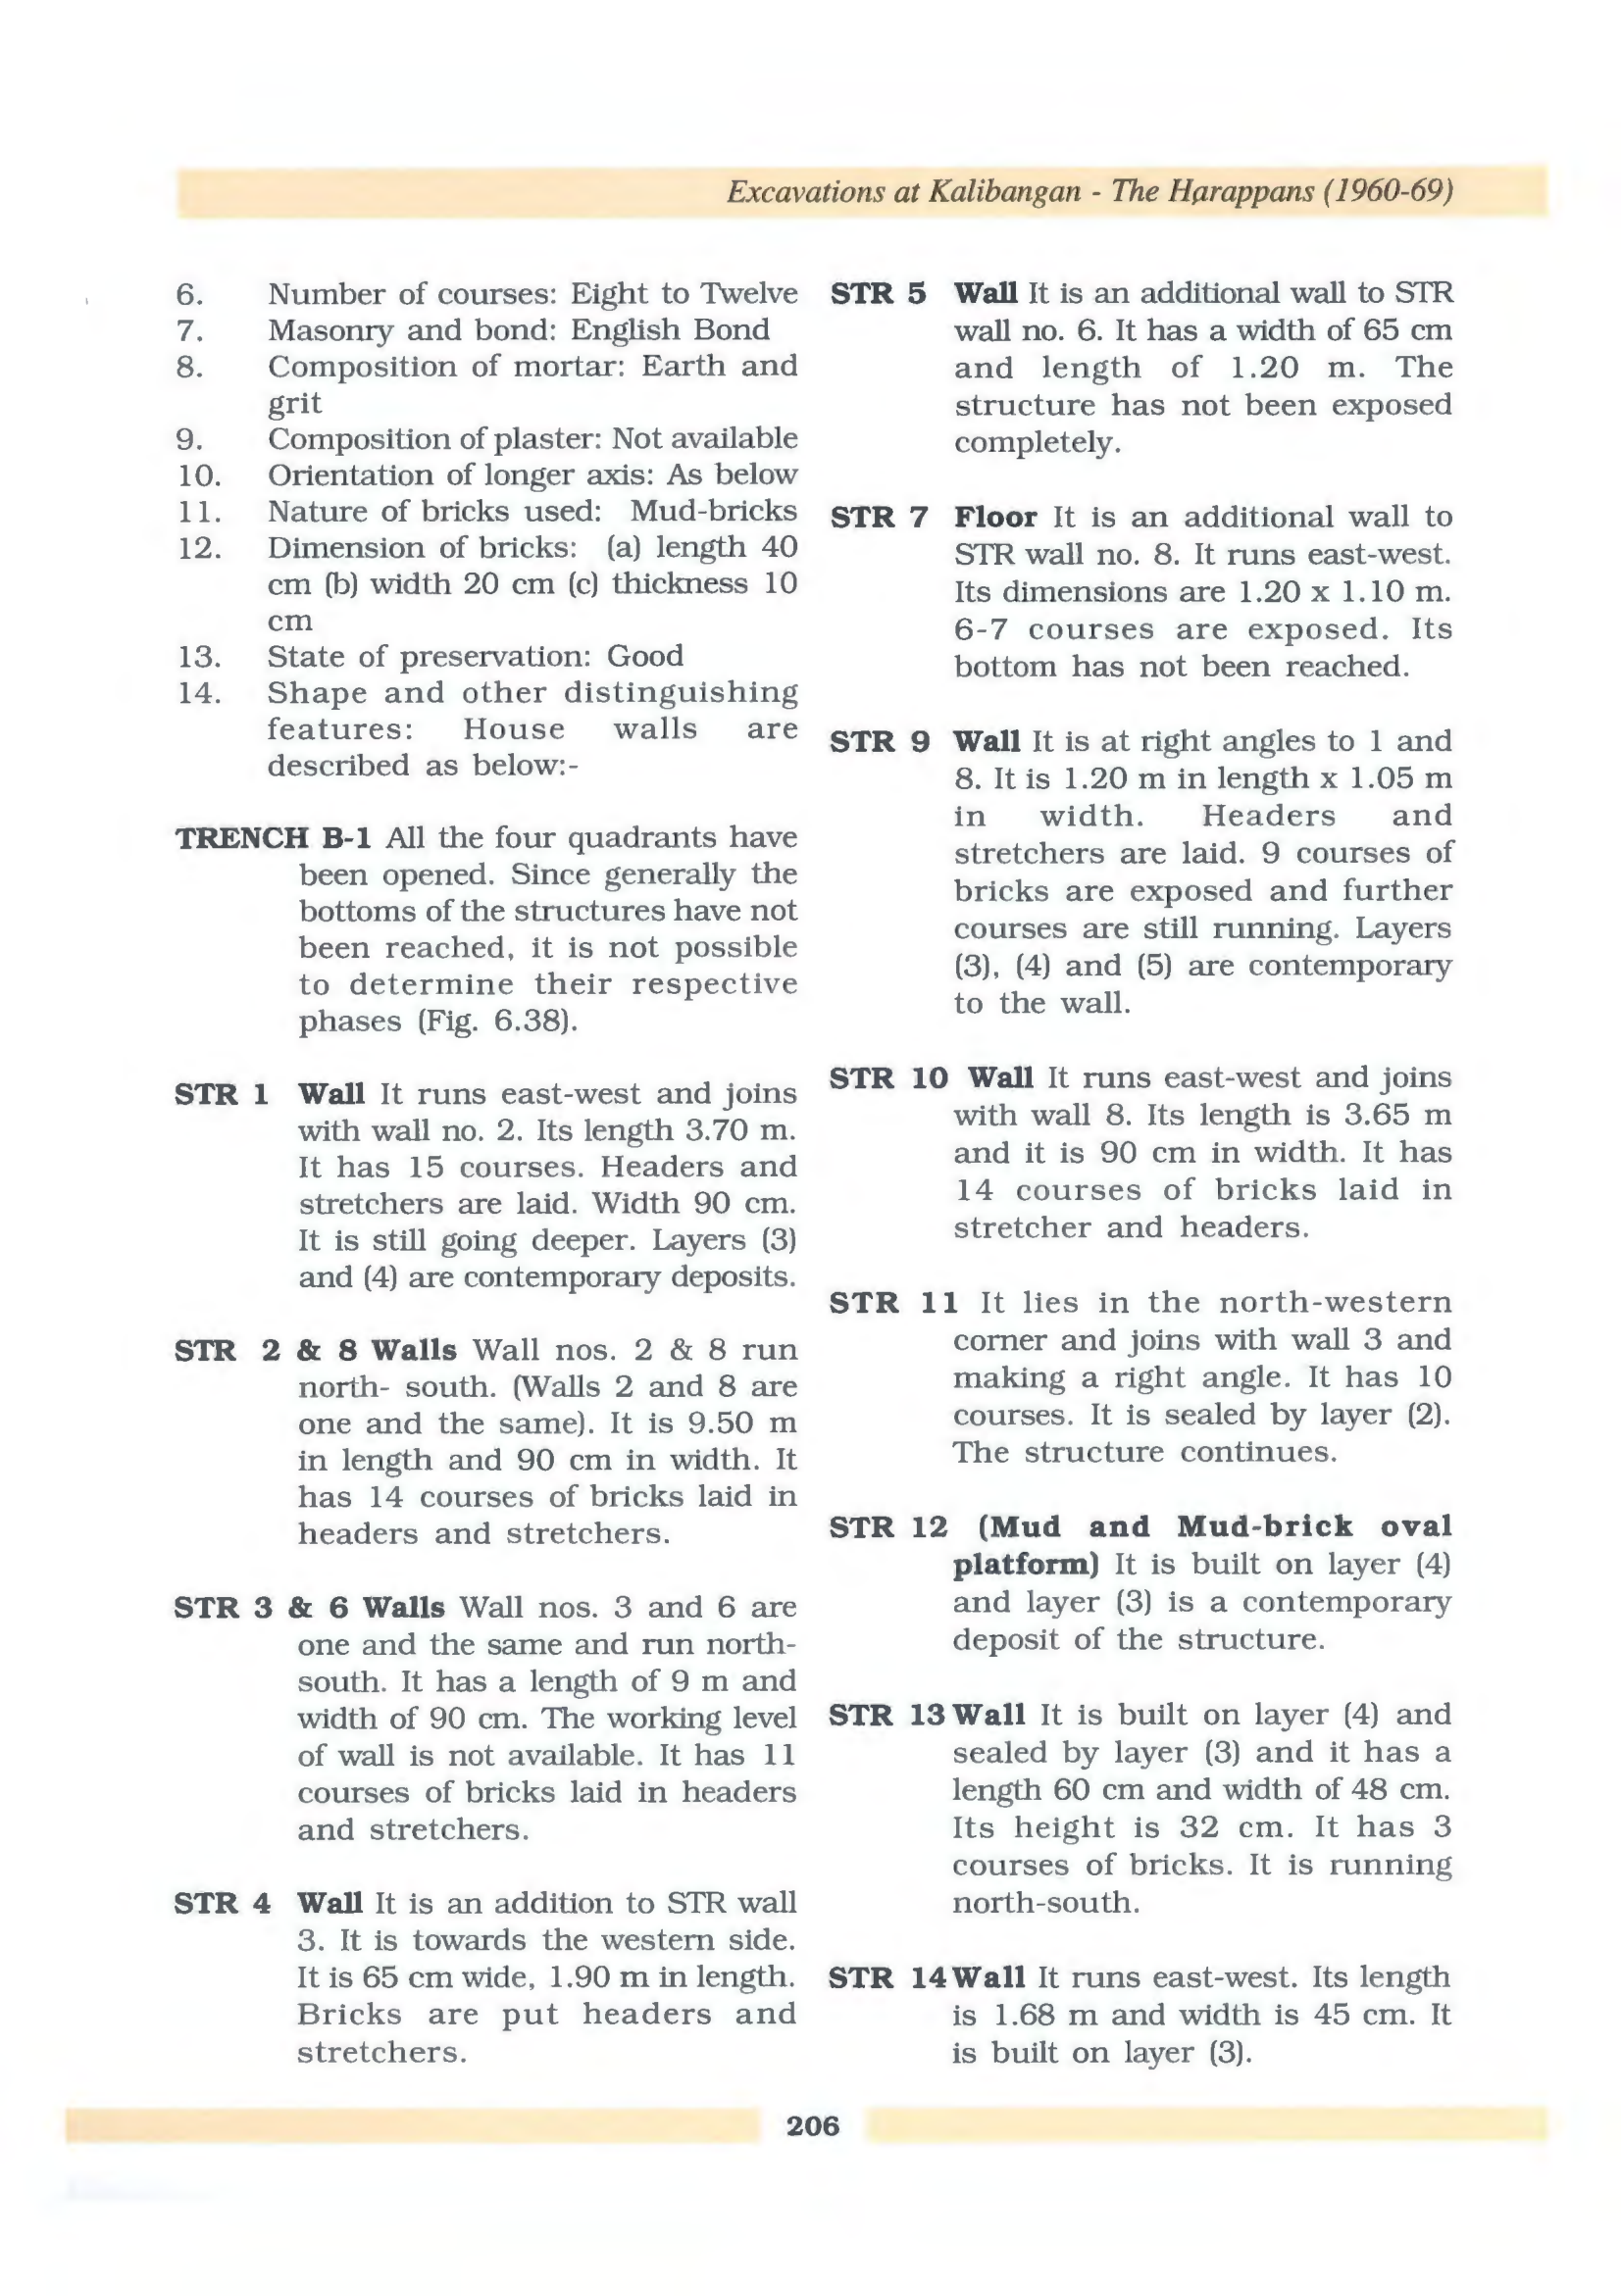 Excavations at Kalibangan - The Harappans (1960-69)
6. Number of courses: Eight to Twelve
7. Masonry and bond: English Bond
8. Composition of mortar: Earth and
grit
9. Composition of plaster: Not available
10. Orientation of longer axis: As below
11. Nature of bricks used: Mud-bricks
12. Dimension of bricks: (a) length 40
cm (b) width 20 cm (c) thickness 10
cm
13. State of preservation: Good
14. Shape and other distinguishing
features: House walls are
described as below:-
TRENCH B-1 All the four quadrants have
been opened. Since generally the
bottoms of the structures have not
been reached, it is not possible
to determine their respective
phases (Fig. 6.38).
STR 1 Wall It runs east-west and joins
with wall no. 2. Its length 3.70 m.
It has 15 courses. Headers and
stretchers are laid. Width 90 cm.
It is still going deeper. Layers (3)
and (4) are contemporary deposits.
STR 2 & 8 Walls Wall nos. 2 & 8 run
north- south. (Walls 2 and 8 are
one and the same). It is 9.50 m
in length and 90 cm in width. It
has 14 courses of bricks laid in
headers and stretchers.
STR 3 & 6 Walls Wall nos. 3 and 6 are
one and the same and run north-
south. It has a length of 9 m and
width of 90 cm. The working level
of wall is not available. It has 11
courses of bricks laid in headers
and stretchers.
STR 4 Wall It is an addition to STR wall
3. It is towards the western side.
It is 65 cm wide, 1.90 m in length.
Bricks are put headers and
stretchers.
STR 5 Wall It is an additional wall to STR
wall no. 6. It has a width of 65 cm
and length of 1.20 m. The
structure has not been exposed
completely.
STR 7 Floor It is an additional wall to
STR wall no. 8. It runs east-west.
Its dimensions are 1.20 x 1.10 m.
6-7 courses are exposed. Its
bottom has not been reached.
STR 9 Wall It is at right angles to 1 and
8. It is 1.20 m in length x 1.05 m
in width. Headers and
stretchers are laid. 9 courses of
bricks are exposed and further
courses are still running. Layers
(3), (4) and (5) are contemporary
to the wall.
STR 10 Wall It runs east-west and joins
with wall 8. Its length is 3.65 m
and it is 90 cm in width. It has
14 courses of bricks laid in
stretcher and headers.
STR 11 It lies in the north-western
corner and joins with wall 3 and
making a right angle. It has 10
courses. It is sealed by layer (2).
The structure continues.
STR 12 (Mud and Mud-brick oval
platform) It is built on layer (4)
and layer (3) is a contemporary
deposit of the structure.
STR 13 Wall It is built on layer (4) and
sealed by layer (3) and it has a
length 60 cm and width of 48 cm.
Its height is 32 cm. It has 3
courses of bricks. It is running
north-south.
STR 14 Wall It runs east-west. Its length
is 1.68 m and width is 45 cm. It
is built on layer (3).
206